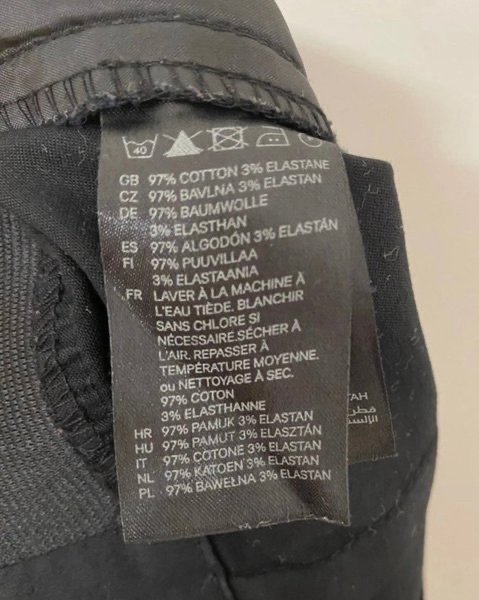 40
GB 97% COTTON 3% ELASTANE
CZ 97% BAVLNA 3% ELASTAN
DE 97% BAUMWOLLE
3% ELASTHAN
ES 97% ALGODÓN 3% ELASTÁN
FI 97% PUUVILLAA
3% ELASTAANIA
FR LAVER À LA MACHINE À
L'EAU TIÈDE. BLANCHIR
SANS CHLORE SI
NÉCESSAIRE.SÉCHER À
L'AIR. REPASSER À
TEMPÉRATURE MOYENNE.
ou NETTOYAGE À SEC.
97% COTON
3% ELASTHANNE
HR 97% PAMUK 3% ELASTAN
HU 97% PAMUT 3% ELASZTÁN
IT 97% COTONE 3% ELASTAN
NL 97% KATOEN 3% ELASTAN
PL 97% BAWEŁNA 3% ELASTAN